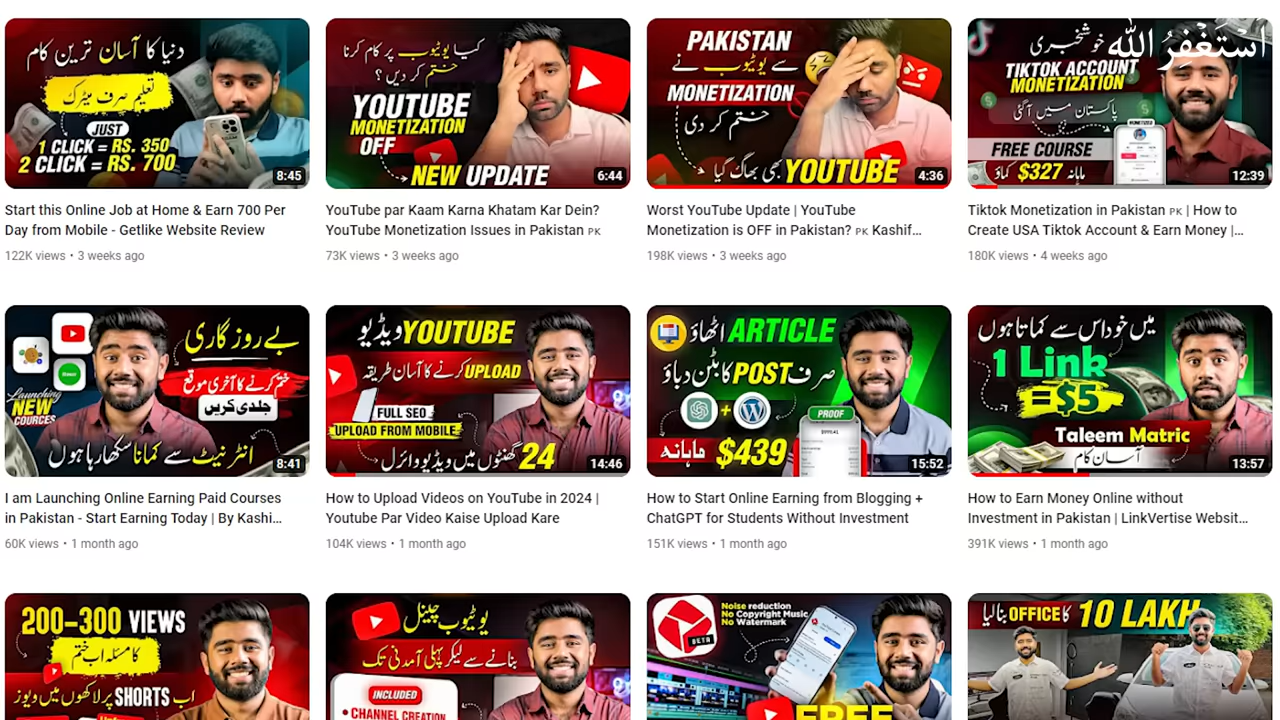 دنیا کا آسان ترین کام
تعلیم صرف میٹرک
JUST
1 CLICK = RS. 350
2 CLICK = RS. 700
8:45
Start this Online Job at Home & Earn 700 Per
Day from Mobile - Getlike Website Review
122K views • 3 weeks ago
کیا یوٹیوب پر کام کرنا
ختم کر دیں ؟
YOUTUBE
MONETIZATION
OFF
NEW UPDATE
6:44
YouTube par Kaam Karna Khatam Kar Dein?
YouTube Monetization Issues in Pakistan PK
73K views • 3 weeks ago
PAKISTAN
سے یوٹیوب نے
MONETIZATION
ختم کر دی
YOUTUBE بھی بھاگ گیا
4:36
Worst YouTube Update | YouTube
Monetization is OFF in Pakistan? PK Kashif...
198K views • 3 weeks ago
أَسْتَغْفِرُ اللّٰه
خوشخبری
TIKTOK ACCOUNT
MONETIZATION
پاکستان میں آگئی
MONETIZED
FREE COURSE
ماہانہ $327 کماؤ
12:39
Tiktok Monetization in Pakistan PK | How to
Create USA Tiktok Account & Earn Money |...
180K views • 4 weeks ago
بے روزگاری
ختم کرنے کا آخری موقع
جلدی کریں
fiverr
Launching
NEW
COURCES
انٹرنیٹ سے کمانا سکھا رہا ہوں
8:41
I am Launching Online Earning Paid Courses
in Pakistan - Start Earning Today | By Kashi...
60K views • 1 month ago
YOUTUBE ویڈیو
UPLOAD کرنے کا آسان طریقہ
FULL SEO
UPLOAD FROM MOBILE
24 گھنٹوں میں ویڈیو وائرل
14:46
How to Upload Videos on YouTube in 2024 |
Youtube Par Video Kaise Upload Kare
104K views • 1 month ago
ARTICLE اٹھاؤ
صرف POST کا بٹن دباؤ
+
PROOF
ماہانہ $439
15:52
How to Start Online Earning from Blogging +
ChatGPT for Students Without Investment
151K views • 1 month ago
میں خود اس سے کماتا ہوں
1 Link
=$5
Taleem Matric
آسان کام
13:57
How to Earn Money Online without
Investment in Pakistan | LinkVertise Websit...
391K views • 1 month ago
200-300 VIEWS
کا مسئلہ اب ختم
اب SHORTS پر لاکھوں میں ویوز
یوٹیوب چینل
بنانے سے لیکر پہلی آمدنی تک
INCLUDED
• CHANNEL CREATION
BETA
Noise reduction
No Copyright Music
No Watermark
FREE
10 LAKH کا OFFICE بنا لیا